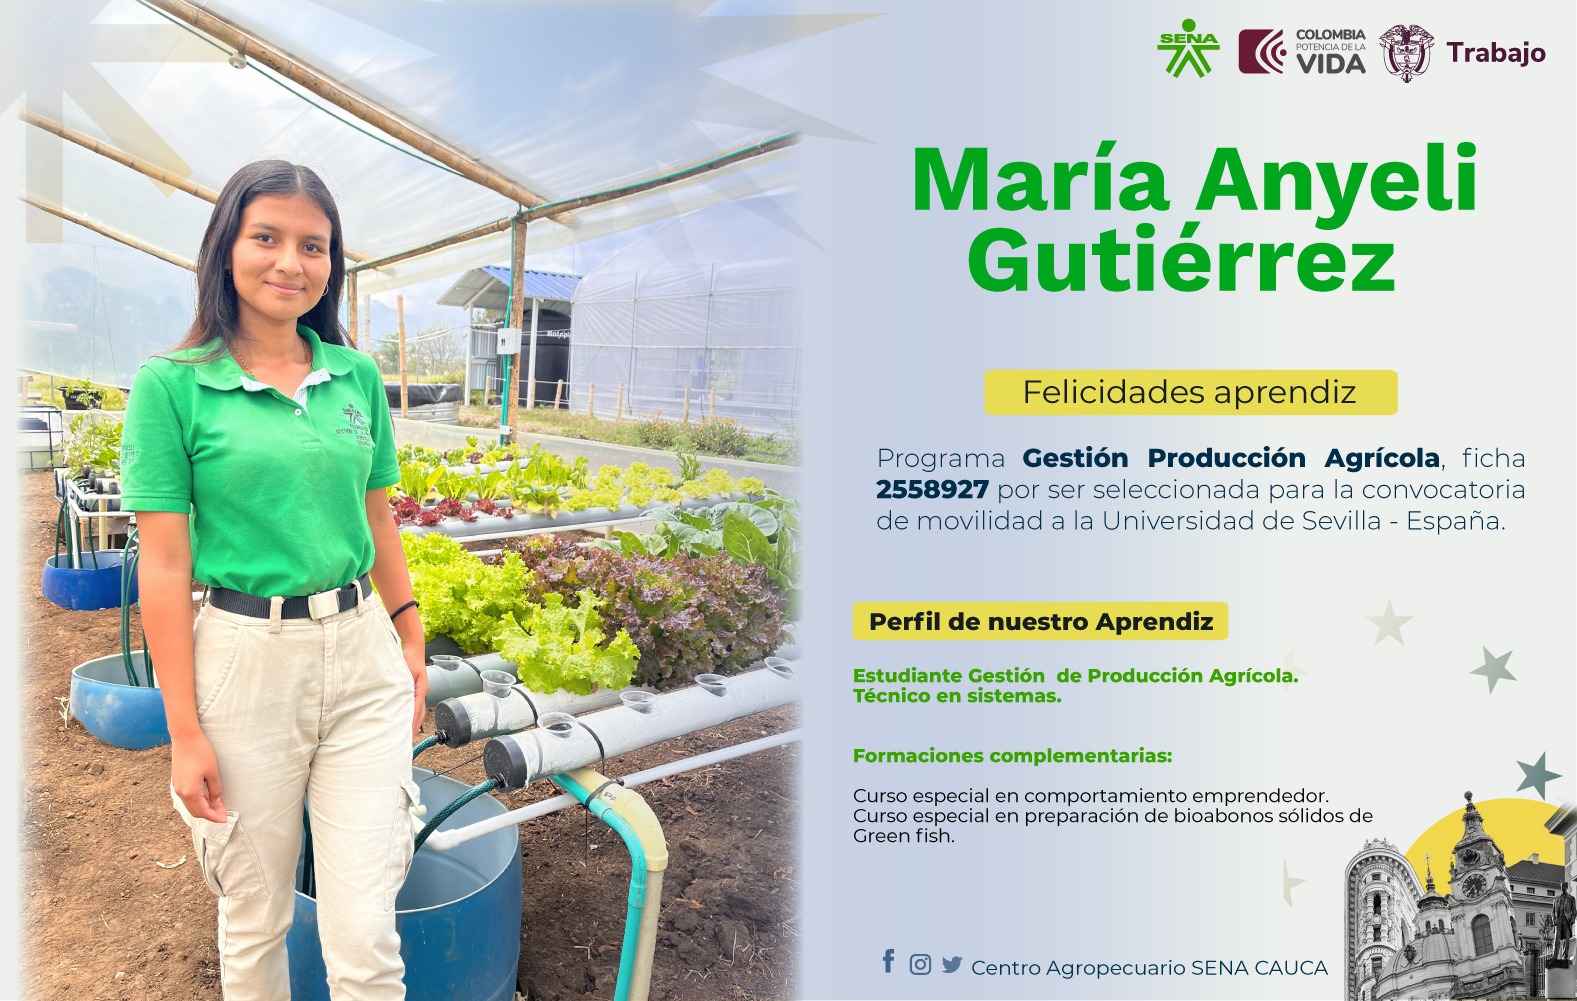 SENA
COLOMBIA
POTENCIA DE LA
VIDA
Trabajo
María Anyeli
Gutiérrez
Felicidades aprendiz
Programa Gestión Producción Agrícola, ficha
2558927 por ser seleccionada para la convocatoria
de movilidad a la Universidad de Sevilla - España.
Perfil de nuestro Aprendiz
Estudiante Gestión de Producción Agrícola.
Técnico en sistemas.
Formaciones complementarias:
Curso especial en comportamiento emprendedor.
Curso especial en preparación de bioabonos sólidos de
Green fish.
Centro Agropecuario SENA CAUCA
SENA